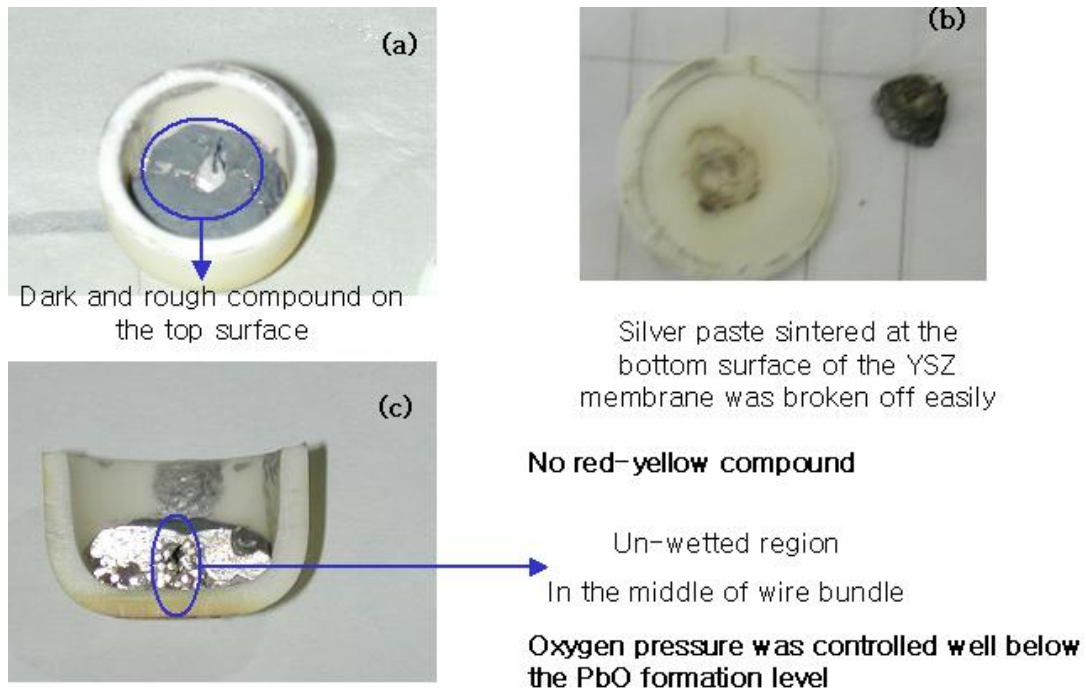 (a)
(b)
Dark and rough compound on
the top surface
Silver paste sintered at the
bottom surface of the YSZ
membrane was broken off easily
(c)
No red-yellow compound
Un-wetted region
In the middle of wire bundle
Oxygen pressure was controlled well below
the PbO formation level